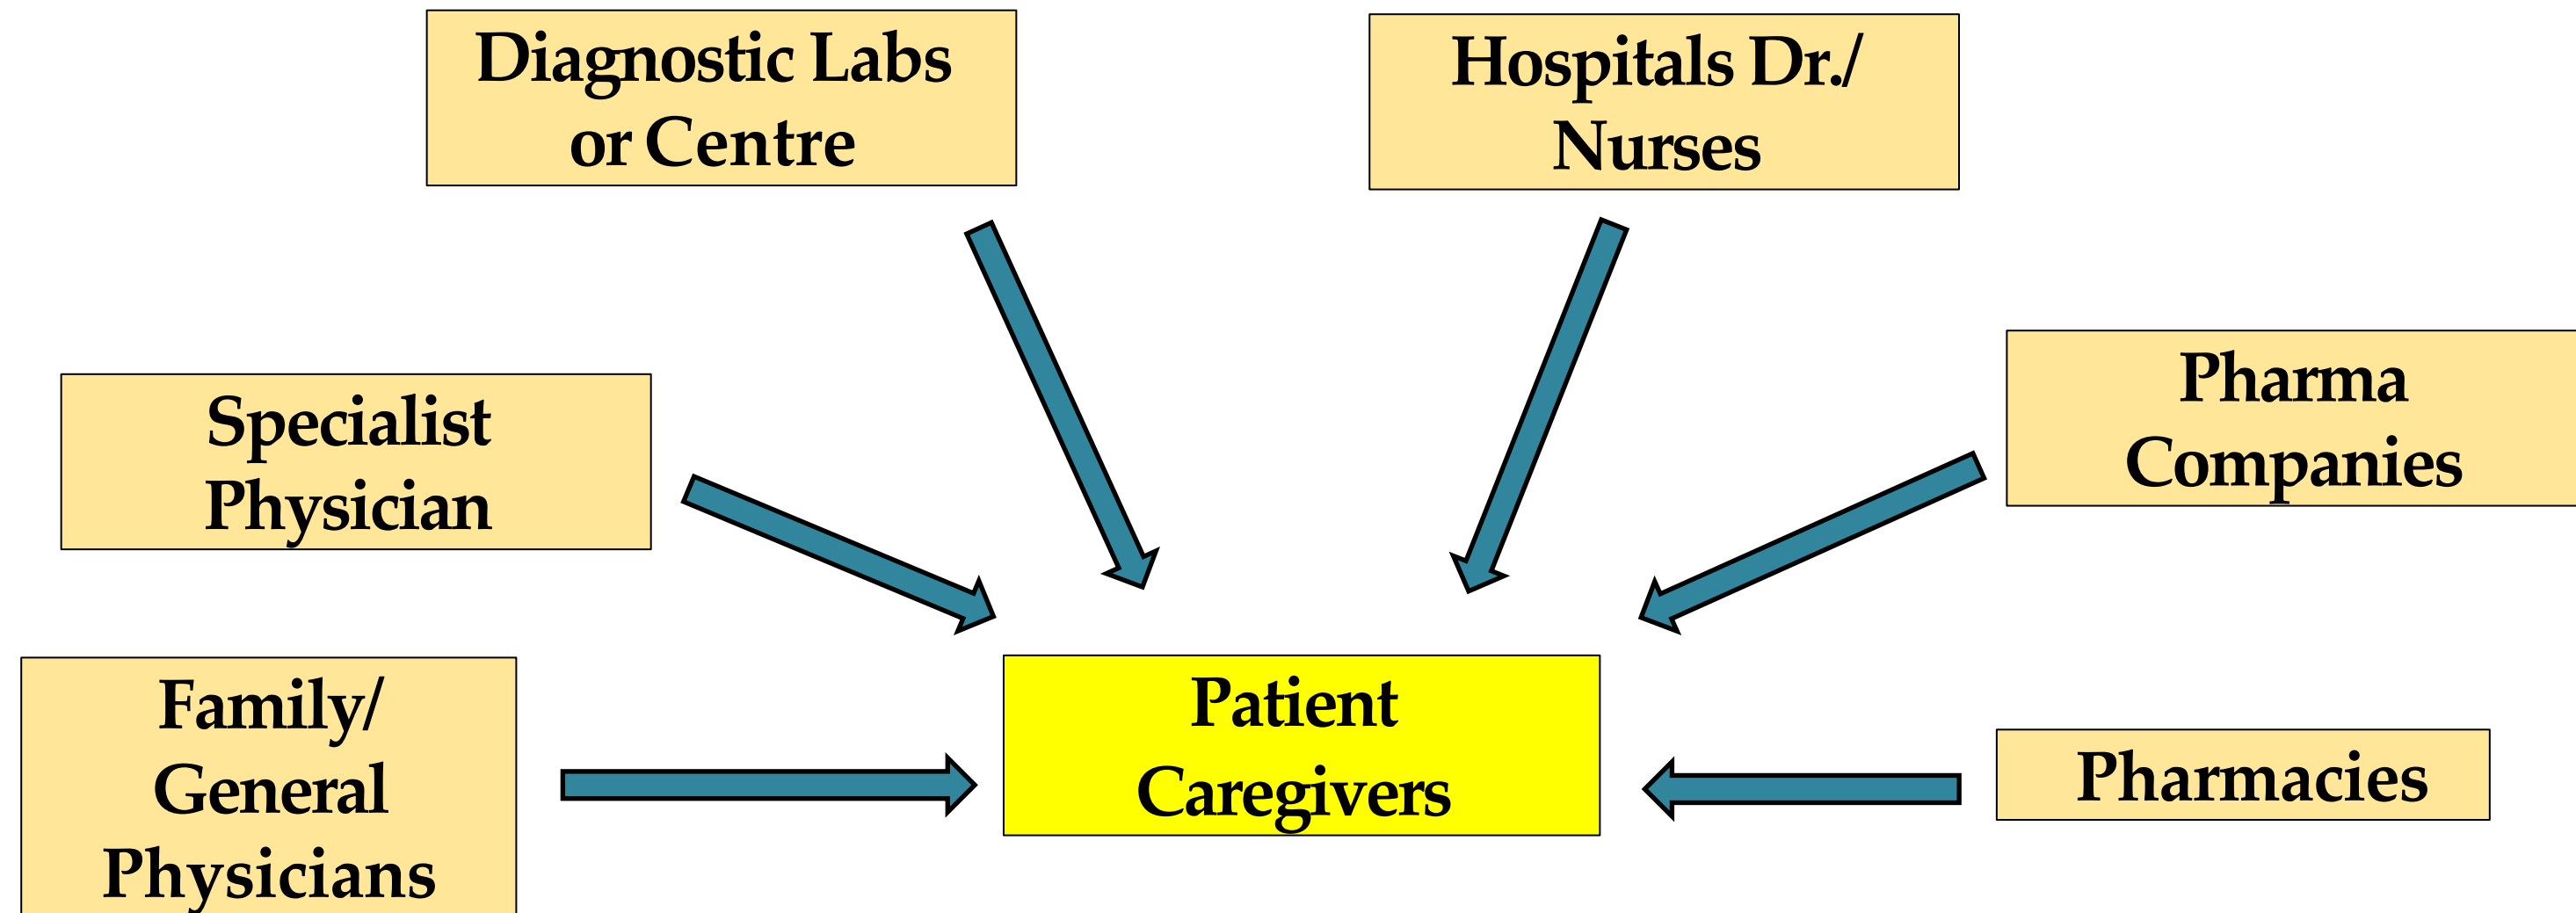 Diagnostic Labs
or Centre
Hospitals Dr./
Nurses
Specialist
Physician
Pharma
Companies
Family/
General
Physicians
Patient
Caregivers
Pharmacies